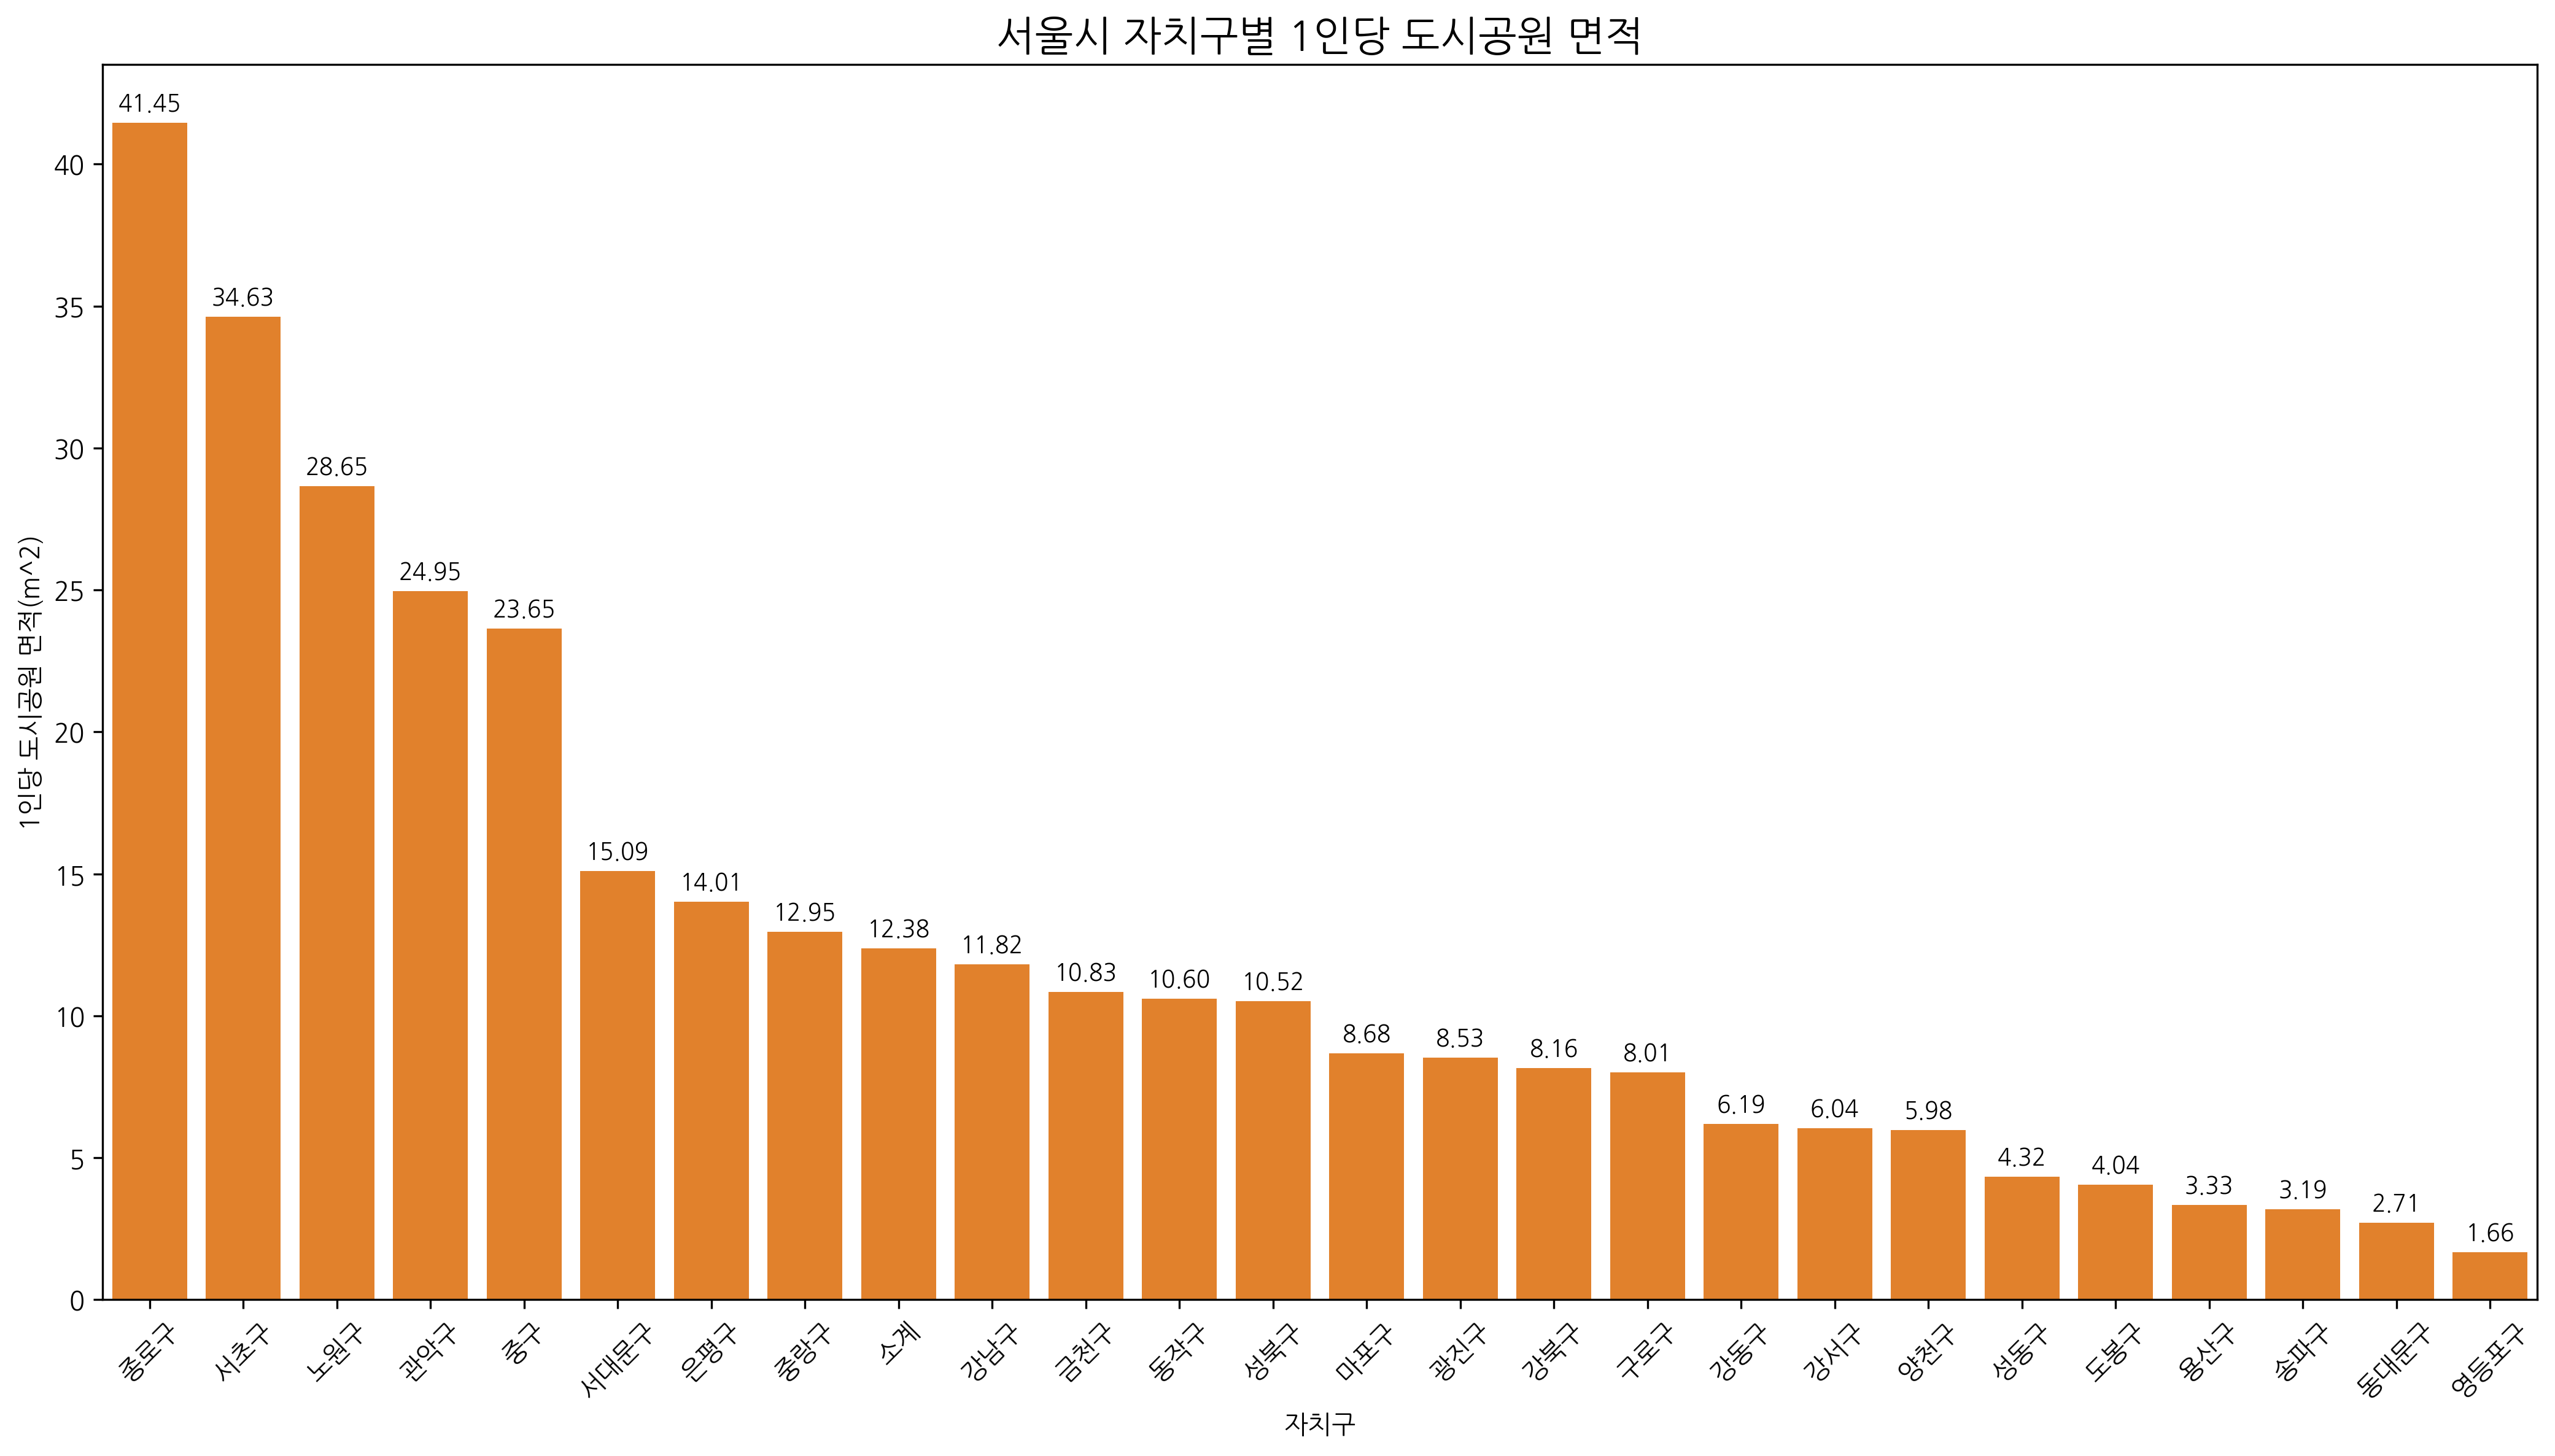 서울시 자치구별 1인당 도시공원 면적
1인당 도시공원 면적(m^2)
40
35
30
25
20
15
10
5
0
41.45
34.63
28.65
24.95
23.65
15.09
14.01
12.95
12.38
11.82
10.83
10.60
10.52
8.68
8.53
8.16
8.01
6.19
6.04
5.98
4.32
4.04
3.33
3.19
2.71
1.66
종로구
서초구
노원구
관악구
중구
서대문구
은평구
중랑구
소계
강남구
금천구
동작구
성북구
마포구
광진구
강북구
구로구
강동구
강서구
양천구
성동구
도봉구
용산구
송파구
동대문구
영등포구
자치구